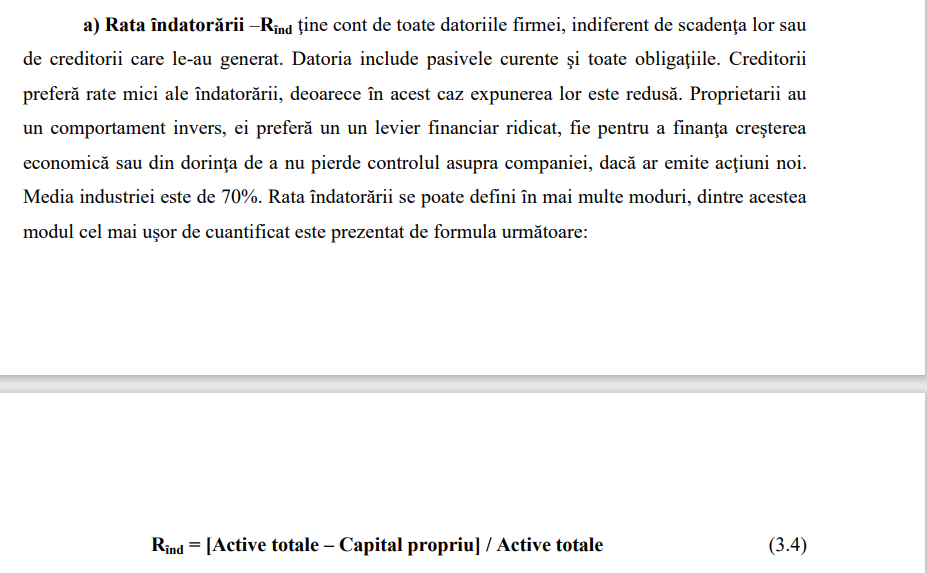 a) Rata îndatorării –Rînd ţine cont de toate datoriile firmei, indiferent de scadenţa lor sau
de creditorii care le-au generat. Datoria include pasivele curente şi toate obligaţiile. Creditorii
preferă rate mici ale îndatorării, deoarece în acest caz expunerea lor este redusă. Proprietarii au
un comportament invers, ei preferă un un levier financiar ridicat, fie pentru a finanţa creşterea
economică sau din dorinţa de a nu pierde controlul asupra companiei, dacă ar emite acţiuni noi.
Media industriei este de 70%. Rata îndatorării se poate defini în mai multe moduri, dintre acestea
modul cel mai uşor de cuantificat este prezentat de formula următoare:
Rînd = [Active totale – Capital propriu] / Active totale (3.4)